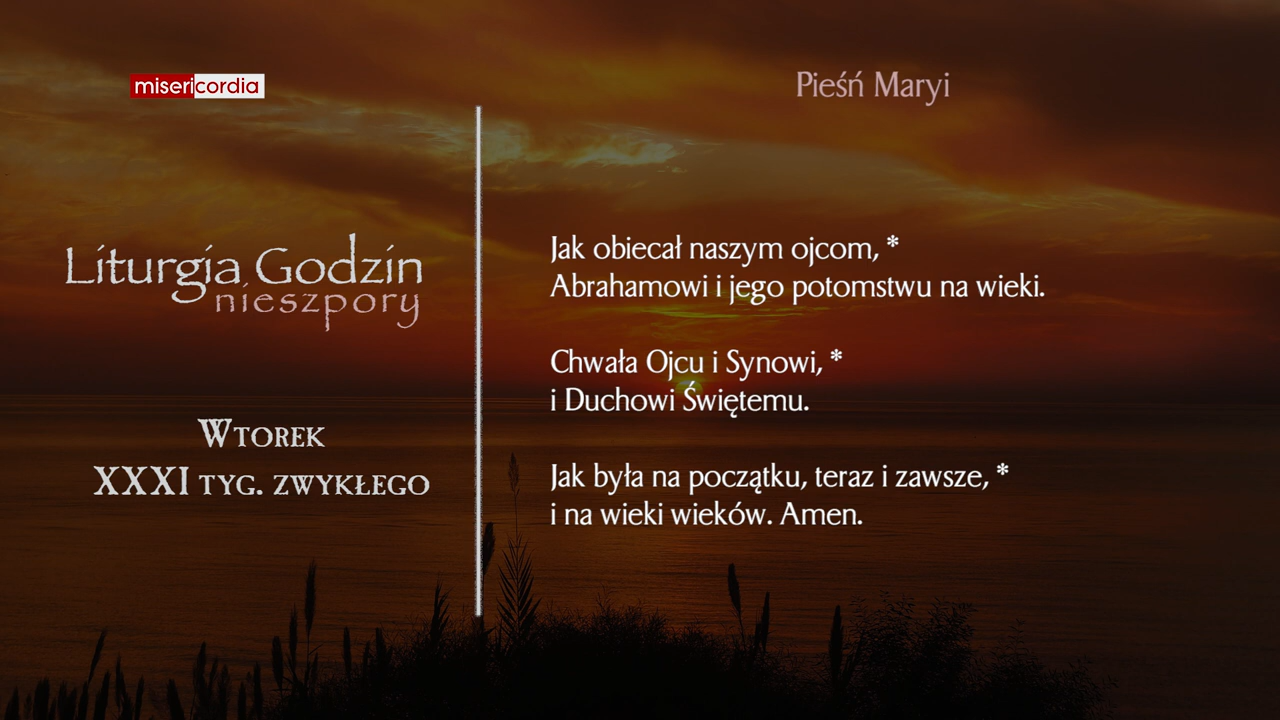 misericordia
Liturgia Godzin
nieszpory
Wtorek
XXXI tyg. zwykłego
Pieśń Maryi
Jak obiecał naszym ojcom, *
Abrahamowi i jego potomstwu na wieki.
Chwała Ojcu i Synowi, *
i Duchowi Świętemu.
Jak była na początku, teraz i zawsze, *
i na wieki wieków. Amen.